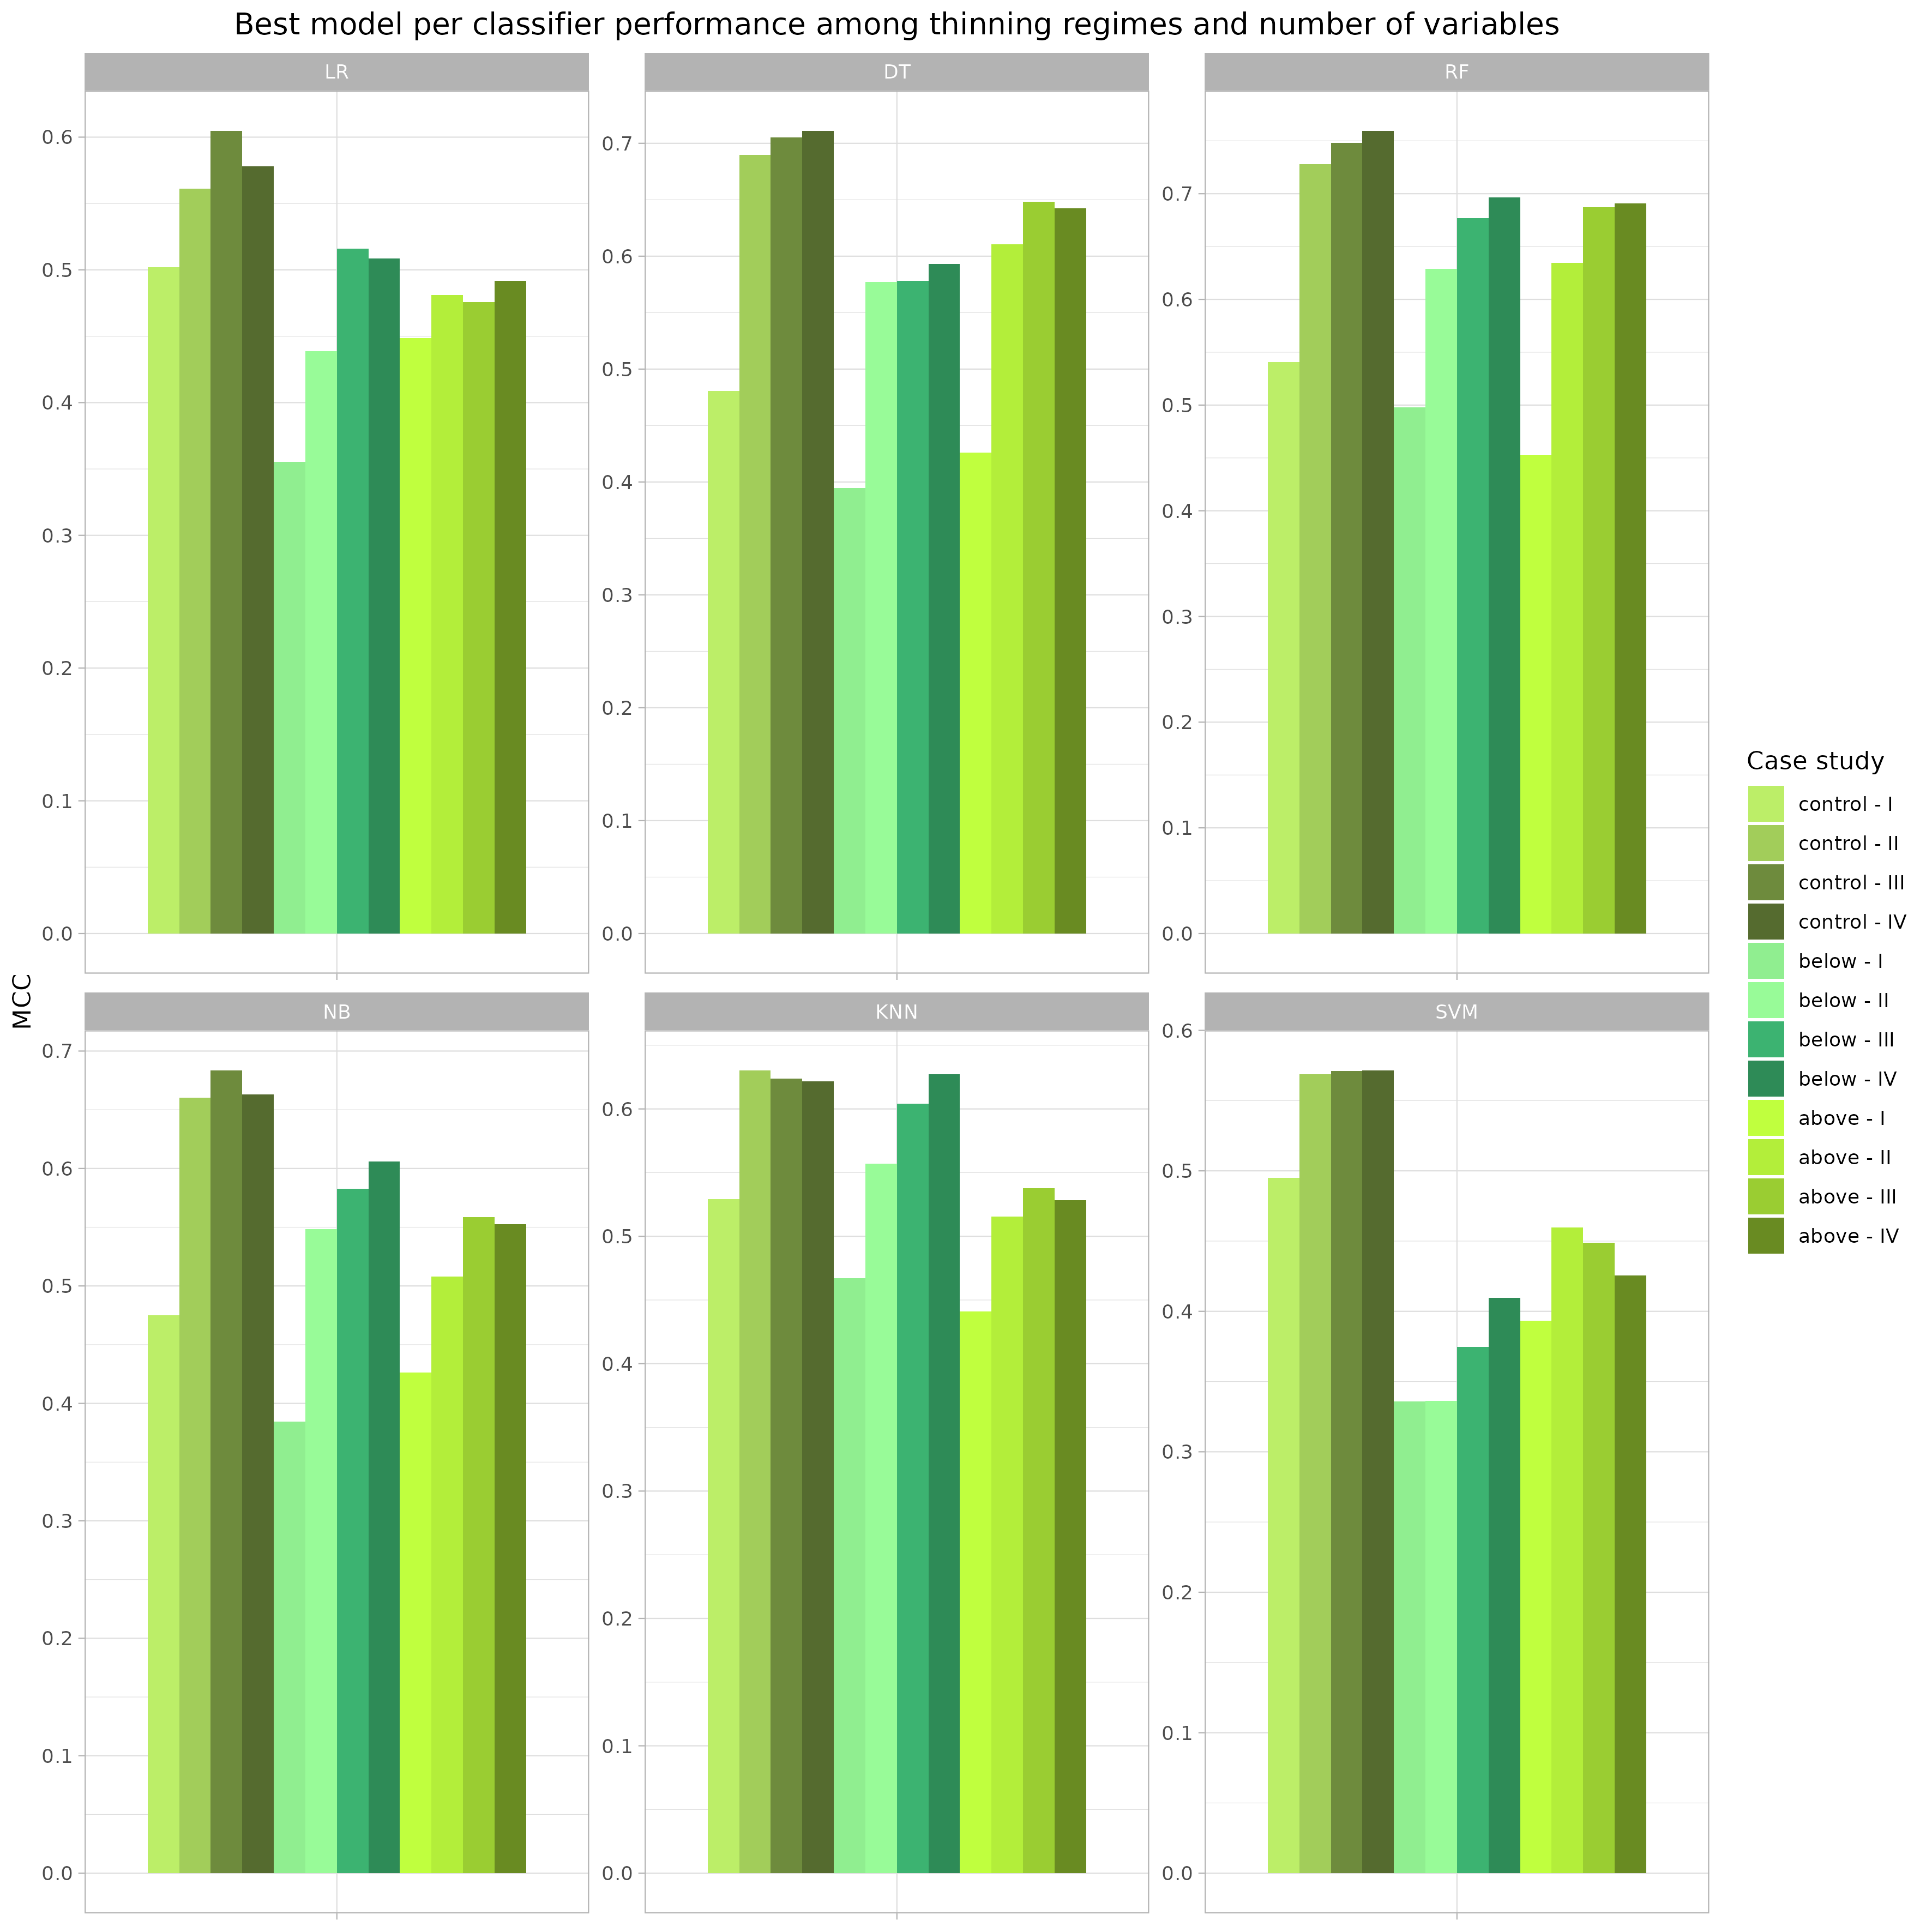 Best model per classifier performance among thinning regimes and number of variables
MCC
LR
0.6
0.5
0.4
0.3
0.2
0.1
0.0
DT
0.7
0.6
0.5
0.4
0.3
0.2
0.1
0.0
RF
0.7
0.6
0.5
0.4
0.3
0.2
0.1
0.0
NB
0.7
0.6
0.5
0.4
0.3
0.2
0.1
0.0
KNN
0.6
0.5
0.4
0.3
0.2
0.1
0.0
SVM
0.6
0.5
0.4
0.3
0.2
0.1
0.0
Case study
control - I
control - II
control - III
control - IV
below - I
below - II
below - III
below - IV
above - I
above - II
above - III
above - IV